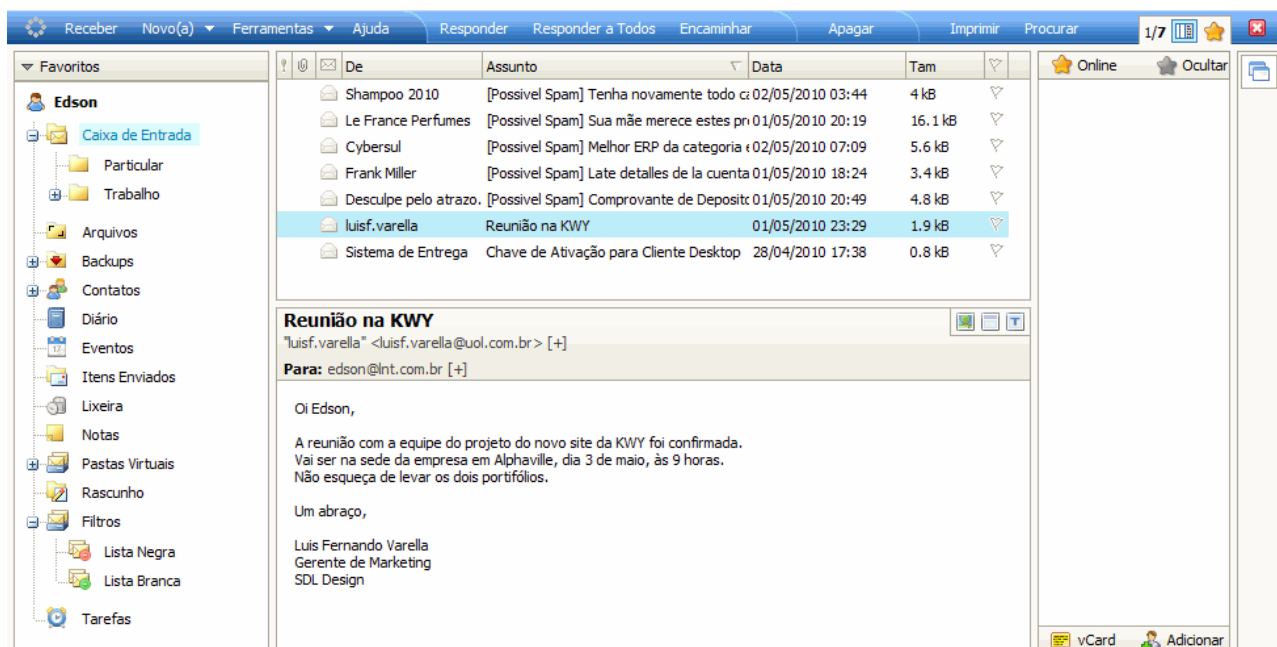 Receber Novo(a) Ferramentas Ajuda Responder Responder a Todos Encaminhar Apagar Imprimir Procurar 1/7
Favoritos
Edson
Caixa de Entrada
Particular
Trabalho
Arquivos
Backups
Contatos
Diário
Eventos
Itens Enviados
Lixeira
Notas
Pastas Virtuais
Rascunho
Filtros
Lista Negra
Lista Branca
Tarefas
De Assunto Data Tam
Shampoo 2010 [Possivel Spam] Tenha novamente todo ca 02/05/2010 03:44 4 kB
Le France Perfumes [Possivel Spam] Sua mãe merece estes pr 01/05/2010 20:19 16.1 kB
Cybersul [Possivel Spam] Melhor ERP da categoria 02/05/2010 07:09 5.6 kB
Frank Miller [Possivel Spam] Late detalles de la cuenta 01/05/2010 18:24 3.4 kB
Desculpe pelo atrazo. [Possivel Spam] Comprovante de Deposito 01/05/2010 20:49 4.8 kB
luisf.varella Reunião na KWY 01/05/2010 23:29 1.9 kB
Sistema de Entrega Chave de Ativação para Cliente Desktop 28/04/2010 17:38 0.8 kB
Reunião na KWY
"luisf.varella" <luisf.varella@uol.com.br> [+]
Para: edson@lnt.com.br [+]
Oi Edson,
A reunião com a equipe do projeto do novo site da KWY foi confirmada.
Vai ser na sede da empresa em Alphaville, dia 3 de maio, às 9 horas.
Não esqueça de levar os dois portifólios.
Um abraço,
Luis Fernando Varella
Gerente de Marketing
SDL Design
Online Ocultar
vCard Adicionar